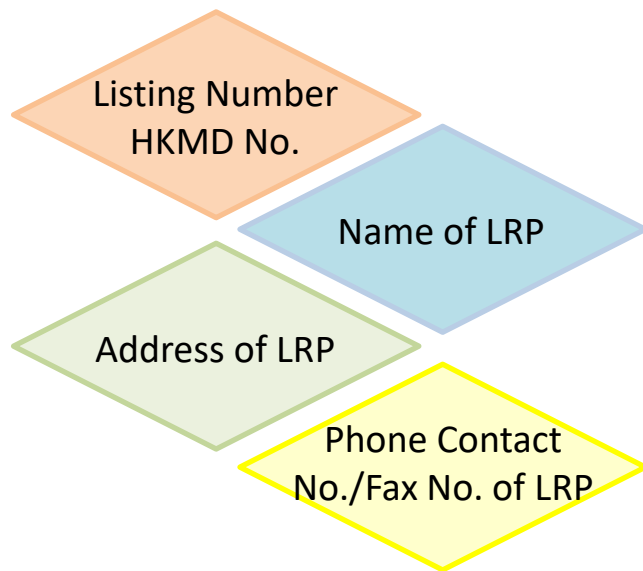 Listing Number
HKMD No.
Name of LRP
Address of LRP
Phone Contact
No./Fax No. of LRP